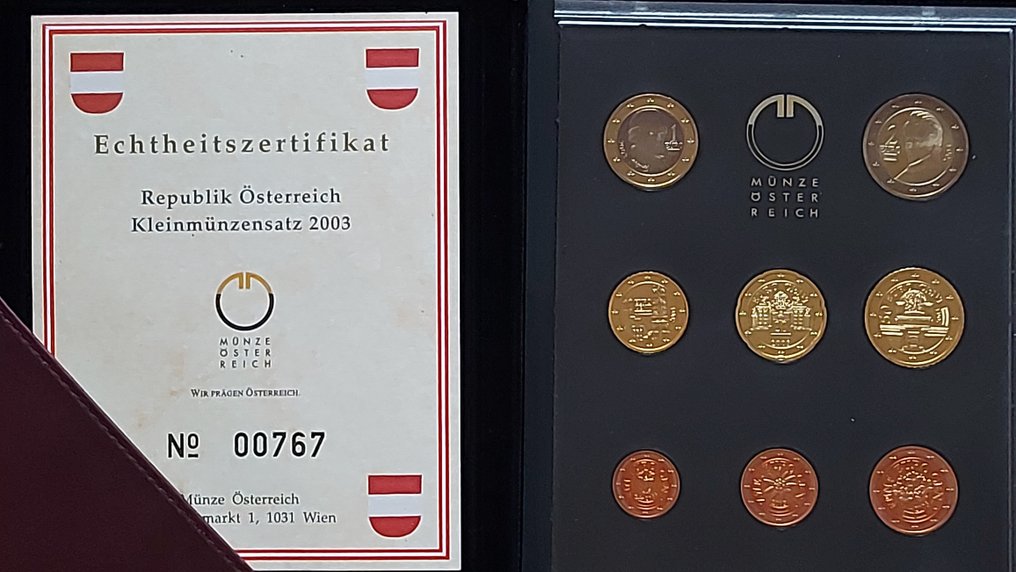 Echtheitszertifikat
Republik Österreich
Kleinmünzensatz 2003
MÜNZE
ÖSTER
REICH
WIR PRÄGEN ÖSTERREICH.
Nº 00767
Münze Österreich
markt 1, 1031 Wien
MÜNZE
ÖSTER
REICH